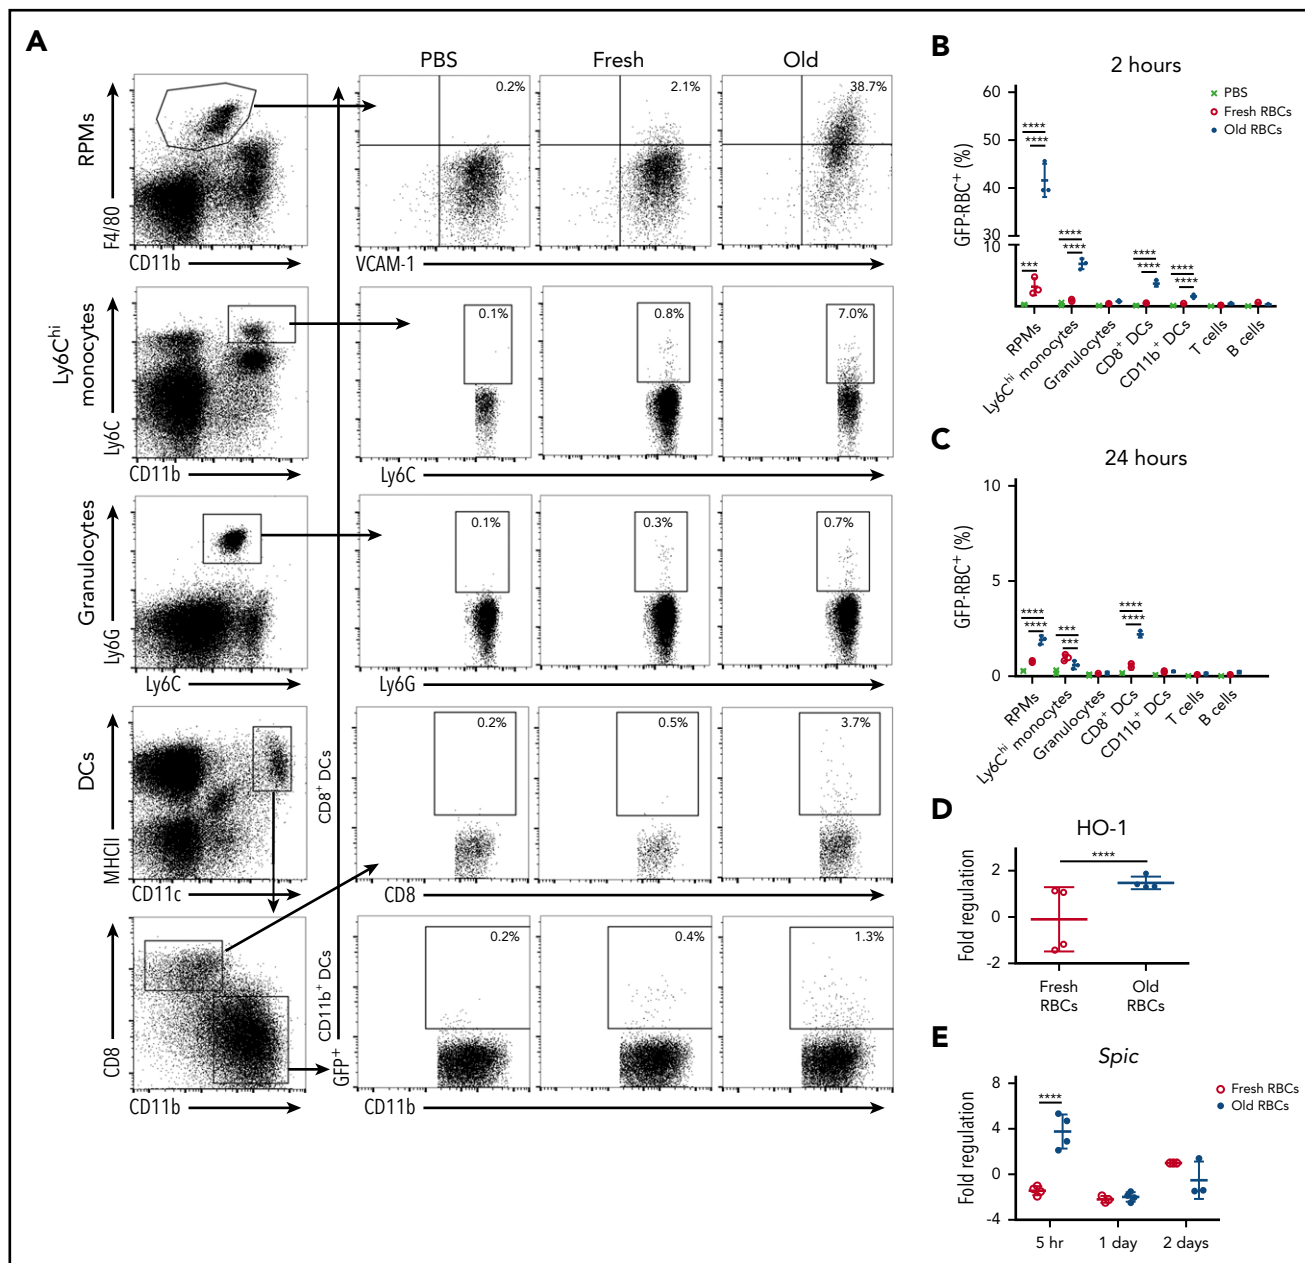 A
PBS
Fresh
Old
RPMs
F4/80
CD11b
0.2%
2.1%
38.7%
VCAM-1
Ly6C^hi
monocytes
Ly6C
CD11b
0.1%
0.8%
7.0%
Ly6C
Granulocytes
Ly6G
Ly6C
0.1%
0.3%
0.7%
Ly6G
DCs
MHCII
CD11c
CD8⁺ DCs
0.2%
0.5%
3.7%
CD8
CD8
CD11b
CD11b⁺ DCs
GFP⁺
0.2%
0.4%
1.3%
CD11b
B
2 hours
PBS
Fresh RBCs
Old RBCs
GFP-RBC⁺ (%)
60
50
40
30
10
0
****
****
***
****
****
****
****
****
****
RPMs
Ly6C^hi monocytes
Granulocytes
CD8⁺ DCs
CD11b⁺ DCs
T cells
B cells
C
24 hours
GFP-RBC⁺ (%)
10
5
0
****
****
***
***
****
****
RPMs
Ly6C^hi monocytes
Granulocytes
CD8⁺ DCs
CD11b⁺ DCs
T cells
B cells
D
HO-1
Fold regulation
2
0
-2
****
Fresh
RBCs
Old
RBCs
E
Spic
Fresh RBCs
Old RBCs
Fold regulation
8
4
0
-4
****
5 hr
1 day
2 days